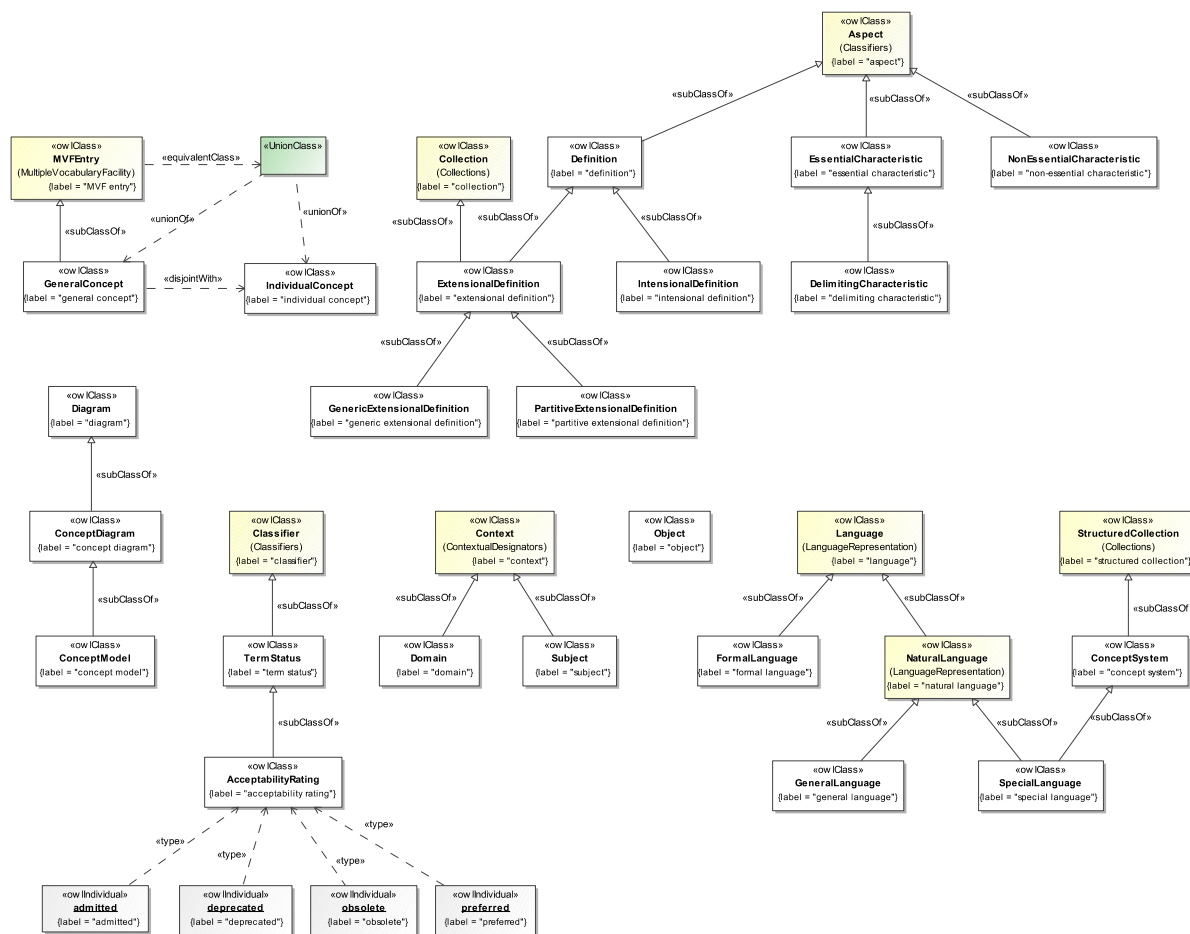 «owlClass»
Aspect
(Classifiers)
{label = "aspect"}
«subClassOf»
«subClassOf»
«subClassOf»
«owlClass»
MVFEntry
(MultipleVocabularyFacility)
{label = "MVF entry"}
«equivalentClass»
«UnionClass»
«owlClass»
Collection
(Collections)
{label = "collection"}
«owlClass»
Definition
{label = "definition"}
«owlClass»
EssentialCharacteristic
{label = "essential characteristic"}
«owlClass»
NonEssentialCharacteristic
{label = "non-essential characteristic"}
«subClassOf»
«unionOf»
«unionOf»
«subClassOf»
«subClassOf»
«subClassOf»
«subClassOf»
«owlClass»
GeneralConcept
{label = "general concept"}
«disjointWith»
«owlClass»
IndividualConcept
{label = "individual concept"}
«owlClass»
ExtensionalDefinition
{label = "extensional definition"}
«owlClass»
IntensionalDefinition
{label = "intensional definition"}
«owlClass»
DelimitingCharacteristic
{label = "delimiting characteristic"}
«subClassOf»
«subClassOf»
«owlClass»
Diagram
{label = "diagram"}
«owlClass»
GenericExtensionalDefinition
{label = "generic extensional definition"}
«owlClass»
PartitiveExtensionalDefinition
{label = "partitive extensional definition"}
«subClassOf»
«owlClass»
ConceptDiagram
{label = "concept diagram"}
«owlClass»
Classifier
(Classifiers)
{label = "classifier"}
«owlClass»
Context
(ContextualDesignators)
{label = "context"}
«owlClass»
Object
{label = "object"}
«owlClass»
Language
(LanguageRepresentation)
{label = "language"}
«owlClass»
StructuredCollection
(Collections)
{label = "structured collection"}
«subClassOf»
«subClassOf»
«subClassOf»
«subClassOf»
«subClassOf»
«subClassOf»
«subClassOf
«owlClass»
ConceptModel
{label = "concept model"}
«owlClass»
TermStatus
{label = "term status"}
«owlClass»
Domain
{label = "domain"}
«owlClass»
Subject
{label = "subject"}
«owlClass»
FormalLanguage
{label = "formal language"}
«owlClass»
NaturalLanguage
(LanguageRepresentation)
{label = "natural language"}
«owlClass»
ConceptSystem
{label = "concept system"}
«subClassOf»
«subClassOf»
«subClassOf»
«subClassOf»
«owlClass»
AcceptabilityRating
{label = "acceptability rating"}
«owlClass»
GeneralLanguage
{label = "general language"}
«owlClass»
SpecialLanguage
{label = "special language"}
«type»
«type»
«type»
«type»
«owlIndividual»
admitted
{label = "admitted"}
«owlIndividual»
deprecated
{label = "deprecated"}
«owlIndividual»
obsolete
{label = "obsolete"}
«owlIndividual»
preferred
{label = "preferred"}